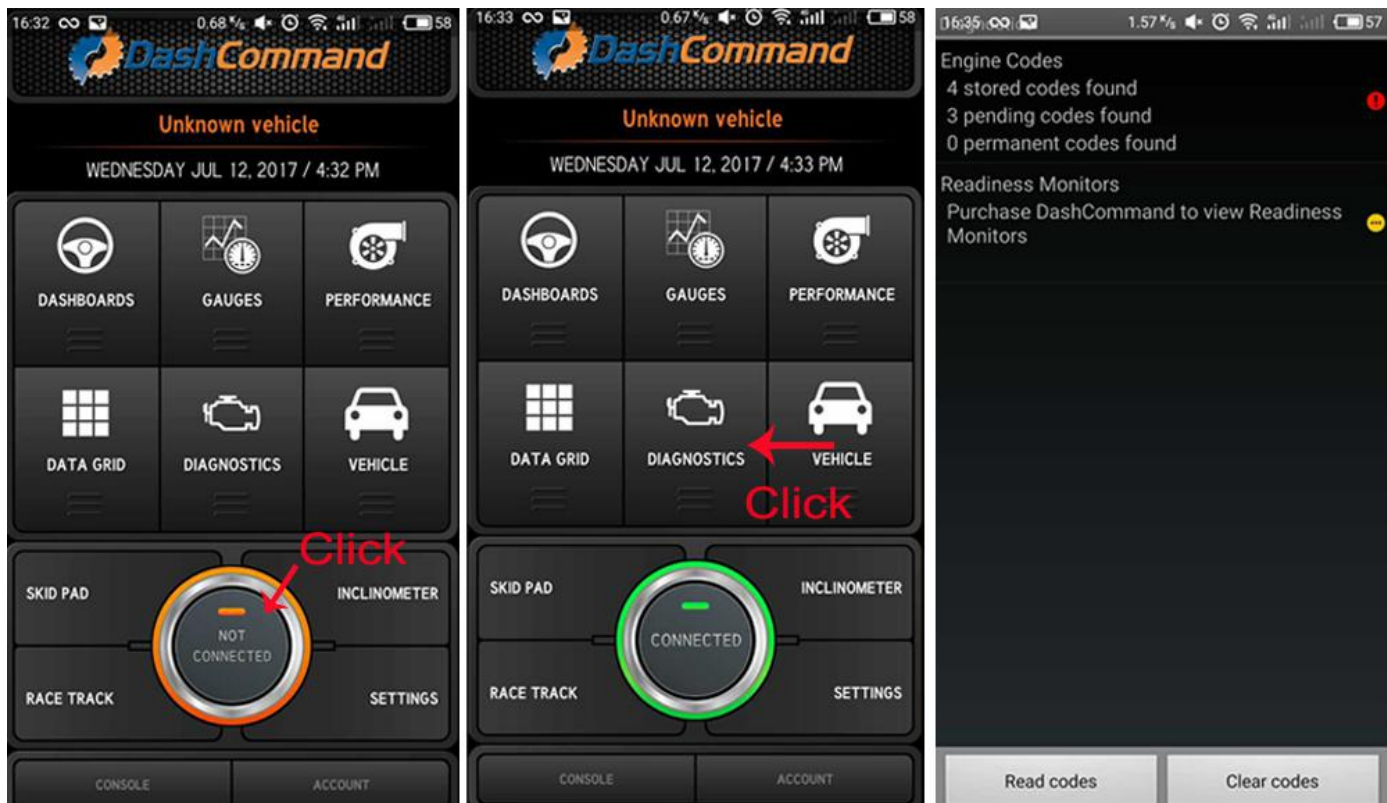 16:32 0.68 K/s 58
DashCommand
Unknown vehicle
WEDNESDAY JUL 12, 2017 / 4:32 PM
DASHBOARDS GAUGES PERFORMANCE
DATA GRID DIAGNOSTICS VEHICLE
Click
SKID PAD INCLINOMETER
NOT
CONNECTED
RACE TRACK SETTINGS
CONSOLE ACCOUNT
16:33 0.67 K/s 58
DashCommand
Unknown vehicle
WEDNESDAY JUL 12, 2017 / 4:33 PM
DASHBOARDS GAUGES PERFORMANCE
DATA GRID DIAGNOSTICS VEHICLE
Click
SKID PAD INCLINOMETER
CONNECTED
RACE TRACK SETTINGS
CONSOLE ACCOUNT
16:35 1.57 K/s 57
Engine Codes
4 stored codes found
3 pending codes found
0 permanent codes found
Readiness Monitors
Purchase DashCommand to view Readiness
Monitors
Read codes Clear codes